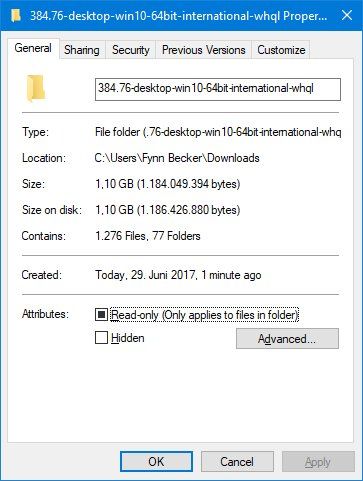 384.76-desktop-win10-64bit-international-whql Proper...
General Sharing Security Previous Versions Customize
384.76-desktop-win10-64bit-international-whql
Type: File folder (.76-desktop-win10-64bit-international-whq
Location: C:\Users\Fynn Becker\Downloads
Size: 1,10 GB (1.184.049.394 bytes)
Size on disk: 1,10 GB (1.186.426.880 bytes)
Contains: 1.276 Files, 77 Folders
Created: Today, 29. Juni 2017, 1 minute ago
Attributes: Read-only (Only applies to files in folder)
Hidden Advanced...
OK Cancel Apply